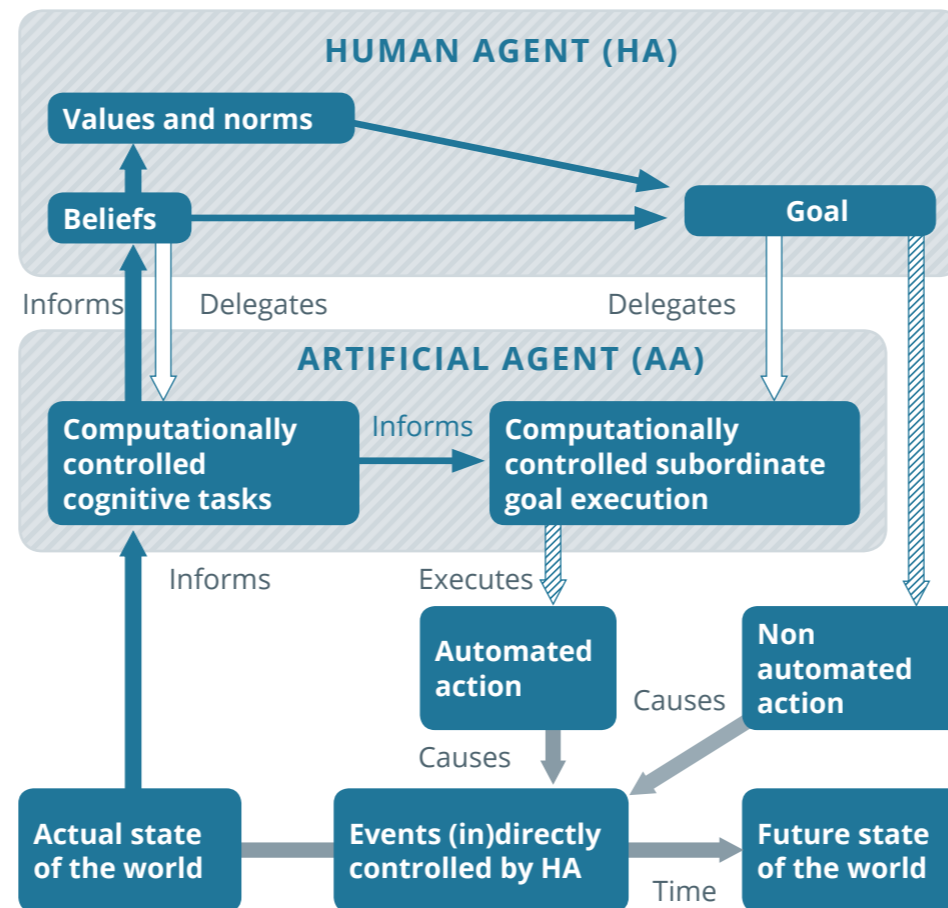 HUMAN AGENT (HA)
Values and norms
Beliefs
Goal
Informs
Delegates
Delegates
ARTIFICIAL AGENT (AA)
Computationally
controlled
cognitive tasks
Informs
Computationally
controlled subordinate
goal execution
Informs
Executes
Automated
action
Non
automated
action
Causes
Causes
Actual state
of the world
Events (in)directly
controlled by HA
Future state
of the world
Time